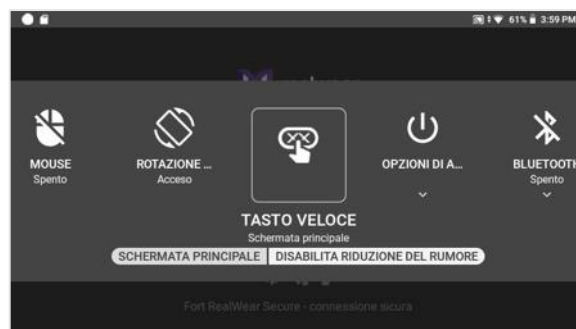 61% 3:59 PM
MOUSE
Spento
ROTAZIONE ...
Acceso
OPZIONI DI A...
BLUETOOTH
Spento
TASTO VELOCE
Schermata principale
SCHERMATA PRINCIPALE DISABILITA RIDUZIONE DEL RUMORE
Fort RealWear Secure - connessione sicura